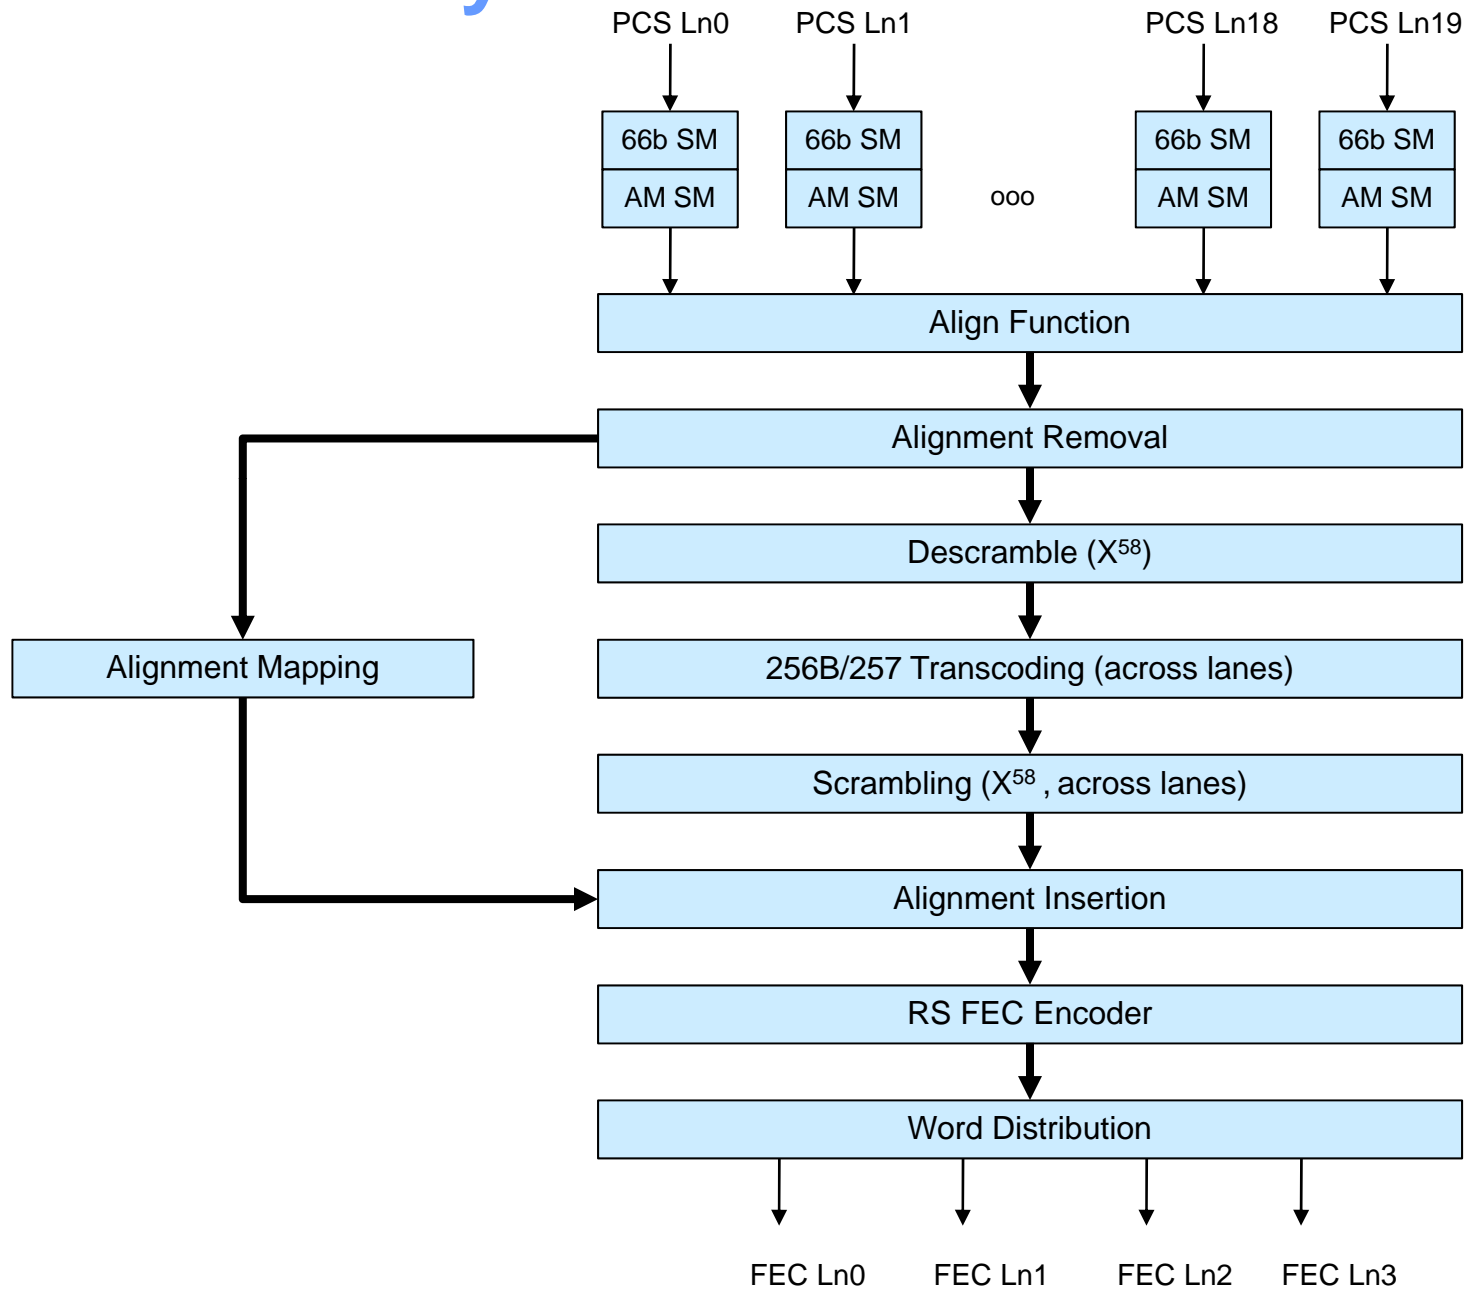 PCS Ln0 PCS Ln1 PCS Ln18 PCS Ln19
66b SM 66b SM 66b SM 66b SM
AM SM AM SM ooo AM SM AM SM
Align Function
Alignment Removal
Descramble (X⁵⁸)
Alignment Mapping 256B/257 Transcoding (across lanes)
Scrambling (X⁵⁸ , across lanes)
Alignment Insertion
RS FEC Encoder
Word Distribution
FEC Ln0 FEC Ln1 FEC Ln2 FEC Ln3